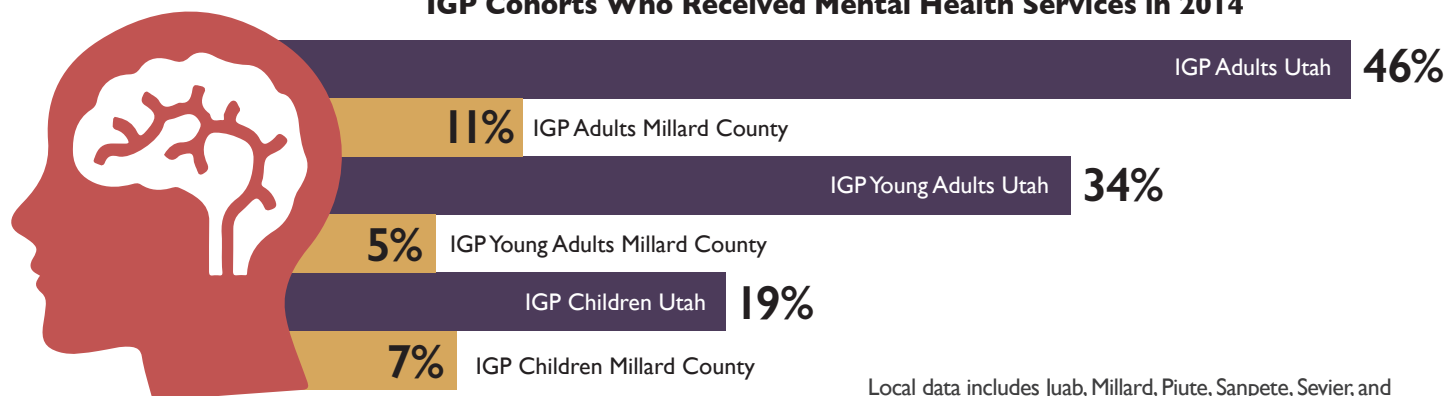 IGP Cohorts Who Received Mental Health Services in 2014
IGP Adults Utah 46%
11% IGP Adults Millard County
IGP Young Adults Utah 34%
5% IGP Young Adults Millard County
IGP Children Utah 19%
7% IGP Children Millard County
Local data includes Juab, Millard, Piute, Sanpete, Sevier, and